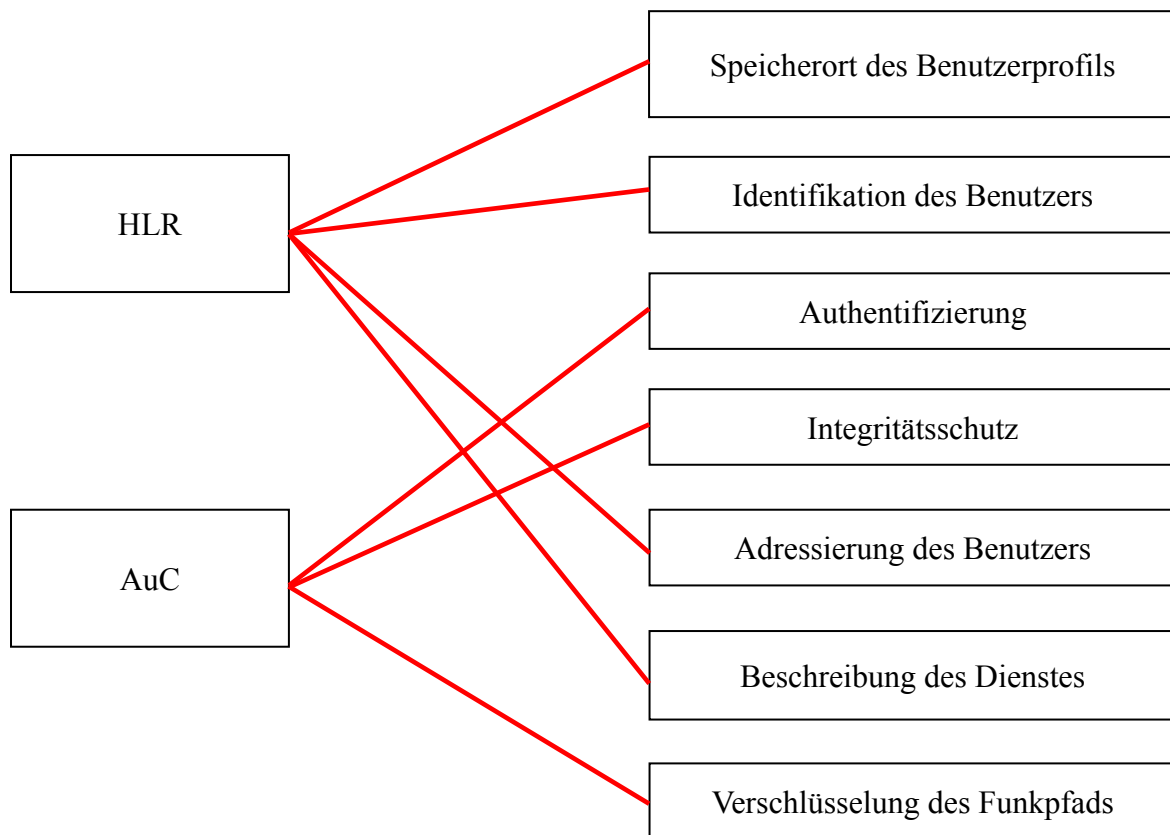 Speicherort des Benutzerprofils
HLR
Identifikation des Benutzers
Authentifizierung
Integritätsschutz
AuC
Adressierung des Benutzers
Beschreibung des Dienstes
Verschlüsselung des Funkpfads